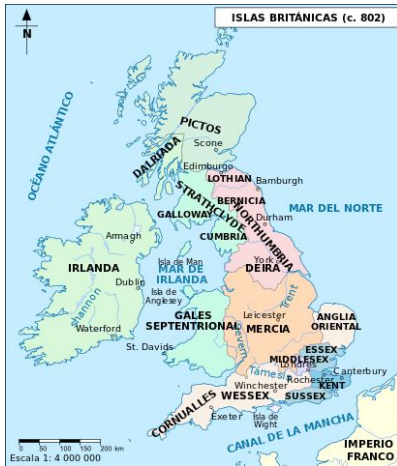 ISLAS BRITÁNICAS (c. 802)
N
OCÉANO ATLÁNTICO
PICTOS
Scone
DALRIADA
Edimburgo
LOTHIAN
Bamburgh
BERNICIA
STRATHCLYDE
NORTHUMBRIA
MAR DEL NORTE
GALLOWAY
Durham
CUMBRIA
Armagh
Isla de Man
York
IRLANDA
MAR DE
IRLANDA
DEIRA
Dublin
Isla de
Anglesey
Trent
Shannon
GALES
SEPTENTRIONAL
Leicester
MERCIA
ANGLIA
ORIENTAL
Waterford
Severn
St. Davids
ESSEX
MIDDLESEX
Londres
Támesis
Canterbury
Rochester
KENT
Winchester
WESSEX
SUSSEX
CORNUALLES
Exeter
Isla de
Wight
CANAL DE LA MANCHA
0 50 100 150 200 km
Escala 1: 4 000 000
IMPERIO
FRANCO